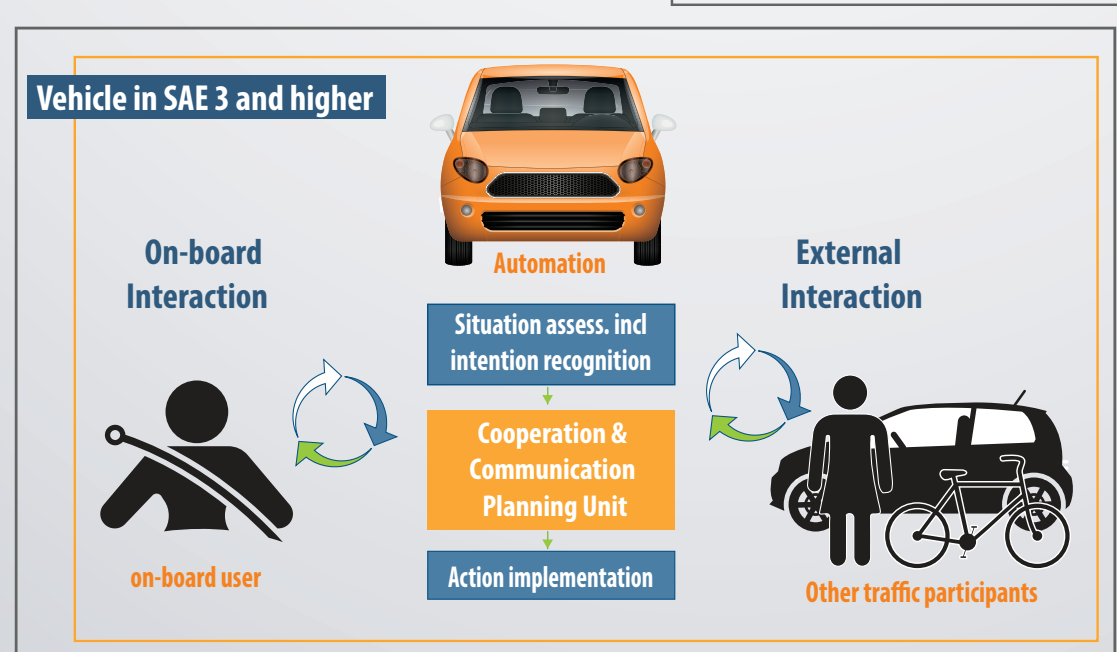 Vehicle in SAE 3 and higher
On-board
Interaction
Automation
External
Interaction
Situation assess. incl
intention recognition
Cooperation &
Communication
Planning Unit
Action implementation
on-board user
Other traffic participants